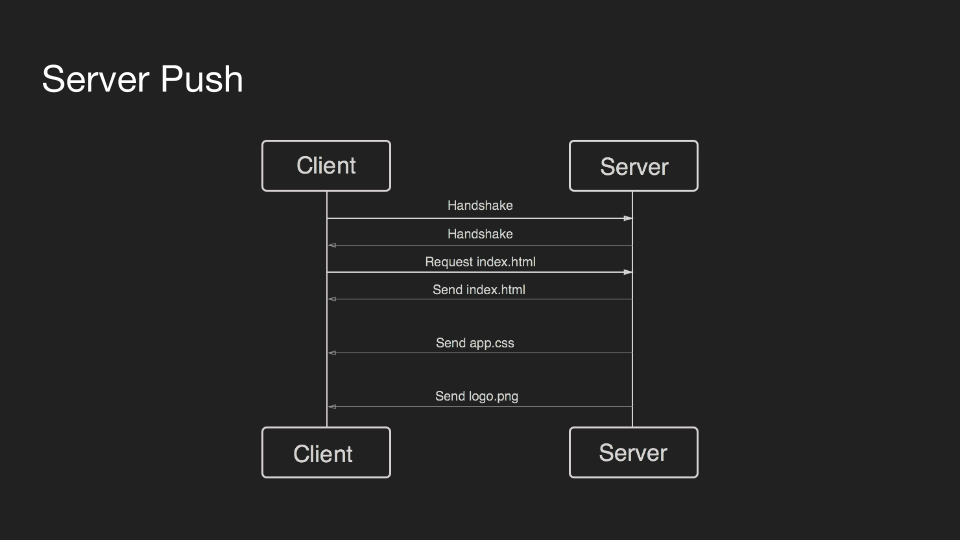 Server Push
Client
Server
Handshake
Handshake
Request index.html
Send index.html
Send app.css
Send logo.png
Client
Server